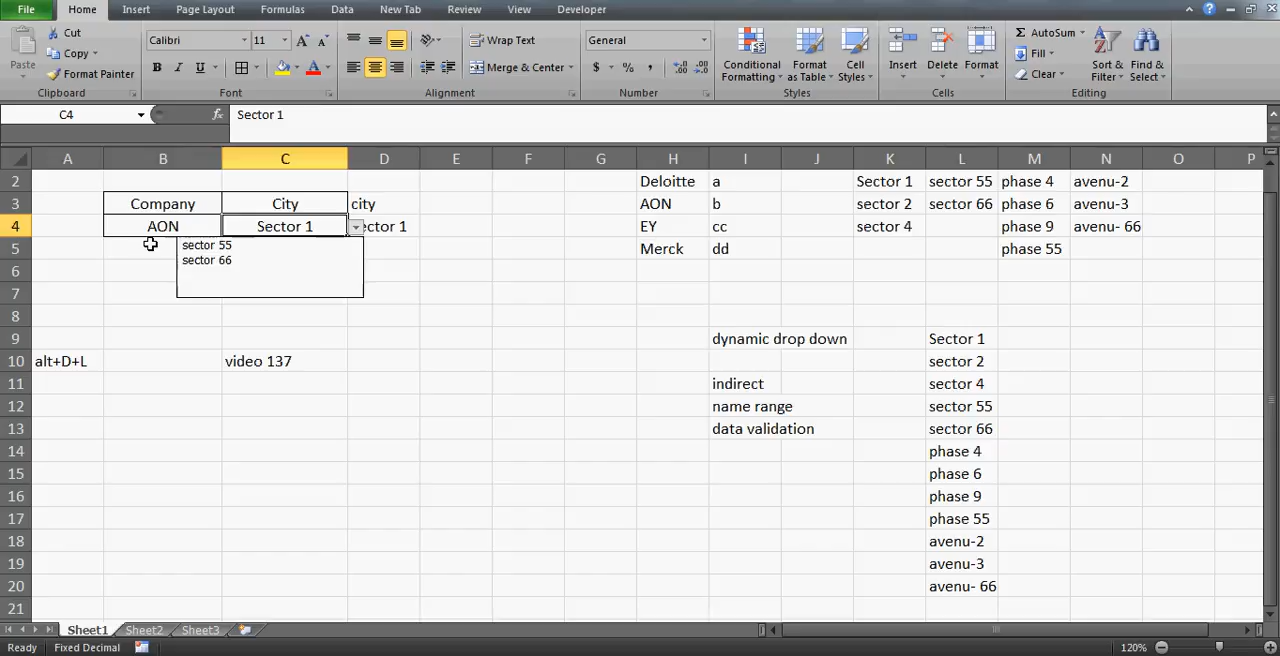 File Home Insert Page Layout Formulas Data New Tab Review View Developer
Paste Cut Copy Format Painter Clipboard
Calibri 11 A A B I U A Font
Wrap Text Merge & Center Alignment
General $ % , .0 .00 .00 .0 Number
Conditional Formatting Format as Table Cell Styles Styles
Insert Delete Format Cells
Σ AutoSum Fill Clear Sort & Filter Find & Select Editing
C4 fx Sector 1
A B C D E F G H I J K L M N O P
2 Deloitte a Sector 1 sector 55 phase 4 avenu-2
3 Company City city AON b sector 2 sector 66 phase 6 avenu-3
4 AON Sector 1 ector 1 EY cc sector 4 phase 9 avenu- 66
5 sector 55 Merck dd phase 55
6 sector 66
7
8
9 dynamic drop down Sector 1
10 alt+D+L video 137 sector 2
11 indirect sector 4
12 name range sector 55
13 data validation sector 66
14 phase 4
15 phase 6
16 phase 9
17 phase 55
18 avenu-2
19 avenu-3
20 avenu- 66
21
Sheet1 Sheet2 Sheet3
Ready Fixed Decimal 120%